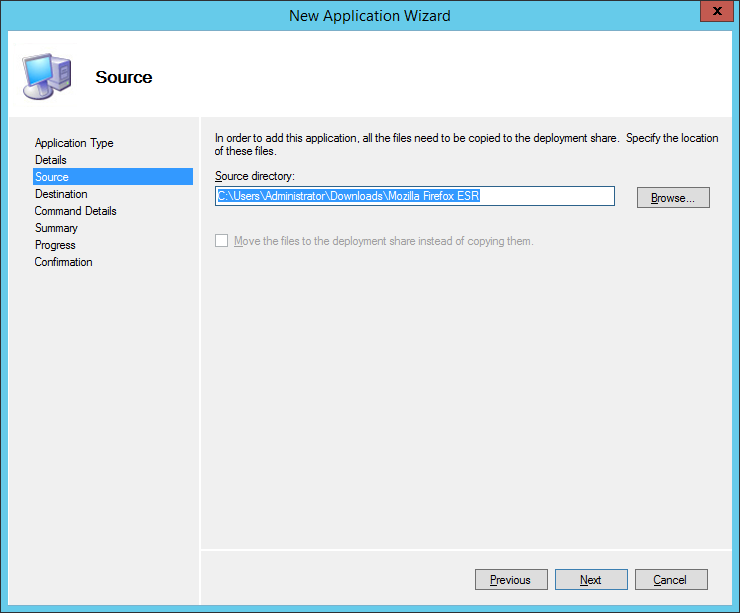 New Application Wizard
x
Source
Application Type
Details
Source
Destination
Command Details
Summary
Progress
Confirmation
In order to add this application, all the files need to be copied to the deployment share.  Specify the location
of these files.
Source directory:
C:\Users\Administrator\Downloads\Mozilla Firefox ESR
Browse...
Move the files to the deployment share instead of copying them.
Previous
Next
Cancel